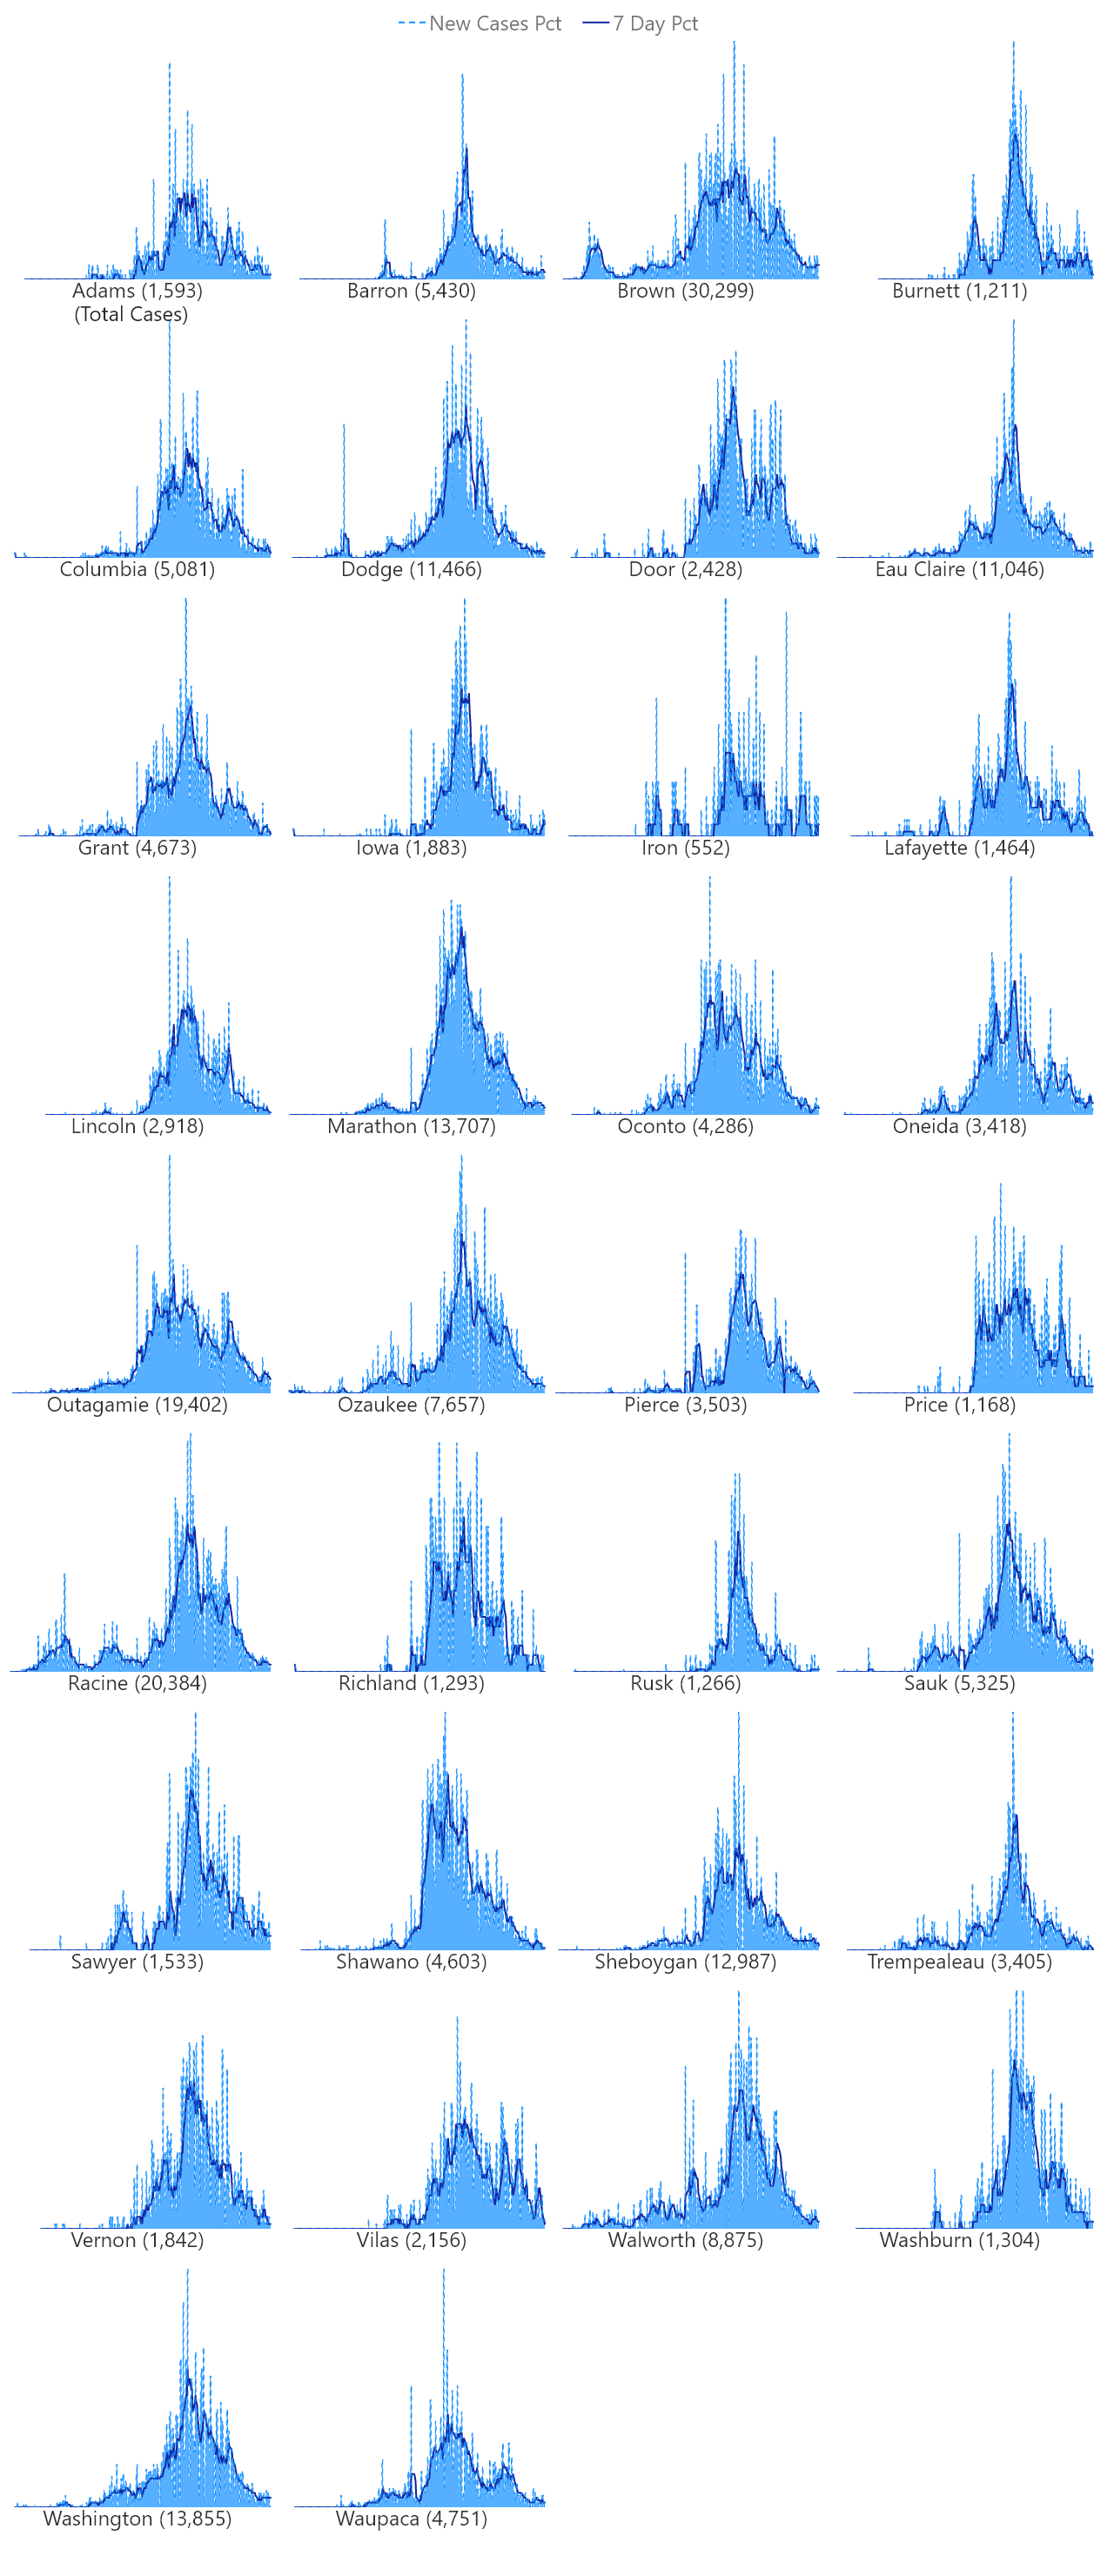 New Cases Pct 7 Day Pct
Adams (1,593) Barron (5,430) Brown (30,299) Burnett (1,211)
(Total Cases)
Columbia (5,081) Dodge (11,466) Door (2,428) Eau Claire (11,046)
Grant (4,673) Iowa (1,883) Iron (552) Lafayette (1,464)
Lincoln (2,918) Marathon (13,707) Oconto (4,286) Oneida (3,418)
Outagamie (19,402) Ozaukee (7,657) Pierce (3,503) Price (1,168)
Racine (20,384) Richland (1,293) Rusk (1,266) Sauk (5,325)
Sawyer (1,533) Shawano (4,603) Sheboygan (12,987) Trempealeau (3,405)
Vernon (1,842) Vilas (2,156) Walworth (8,875) Washburn (1,304)
Washington (13,855) Waupaca (4,751)